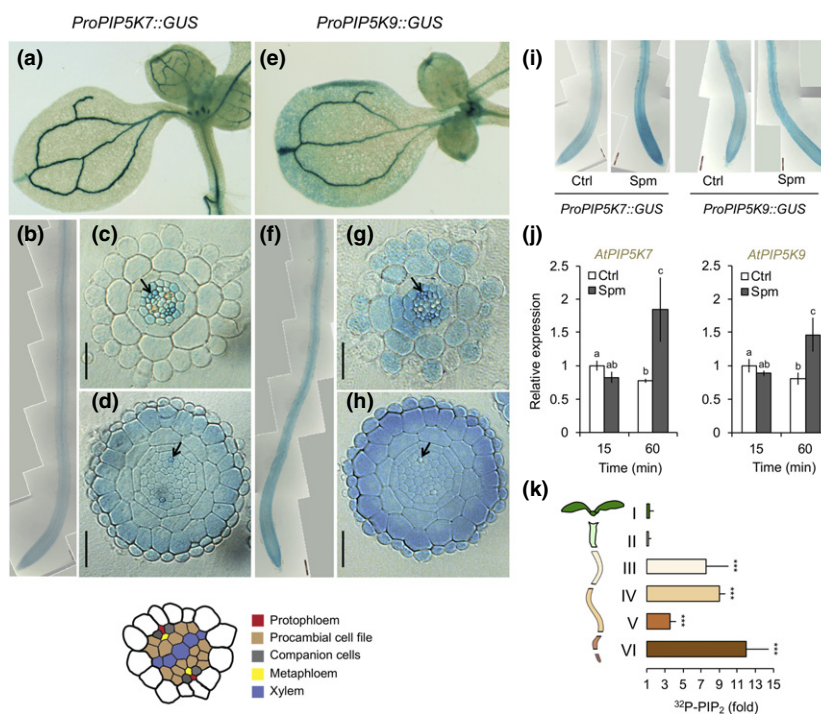 ProPIP5K7::GUS
ProPIP5K9::GUS
(a)
(e)
(b)
(c)
(f)
(g)
(d)
(h)
(i)
Ctrl Spm Ctrl Spm
ProPIP5K7::GUS ProPIP5K9::GUS
(j)
AtPIP5K7
Relative expression
2.5
2
1.5
1
0.5
0
Ctrl
Spm
a
ab
b
c
15 60
Time (min)
AtPIP5K9
2.5
2
1.5
1
0.5
0
Ctrl
Spm
a
ab
b
c
15 60
Time (min)
(k)
I
II
III ***
IV ***
V ***
VI ***
1 3 5 7 9 11 13 15
32P-PIP2 (fold)
Protophloem
Procambial cell file
Companion cells
Metaphloem
Xylem